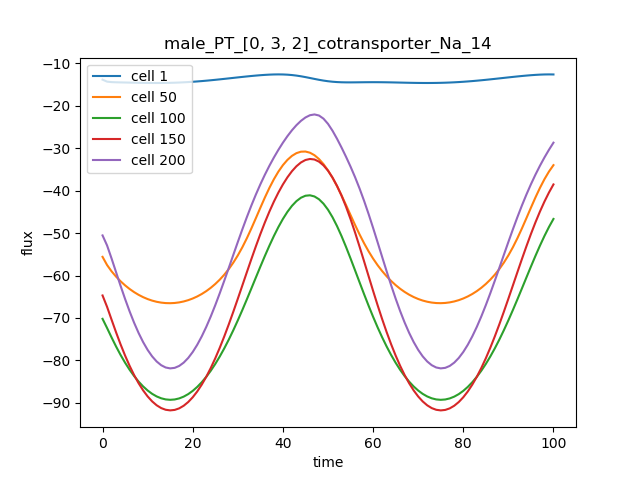 male_PT_[0, 3, 2]_cotransporter_Na_14
cell 1
cell 50
cell 100
cell 150
cell 200
−10
−20
−30
−40
−50
−60
−70
−80
−90
flux
0
20
40
60
80
100
time